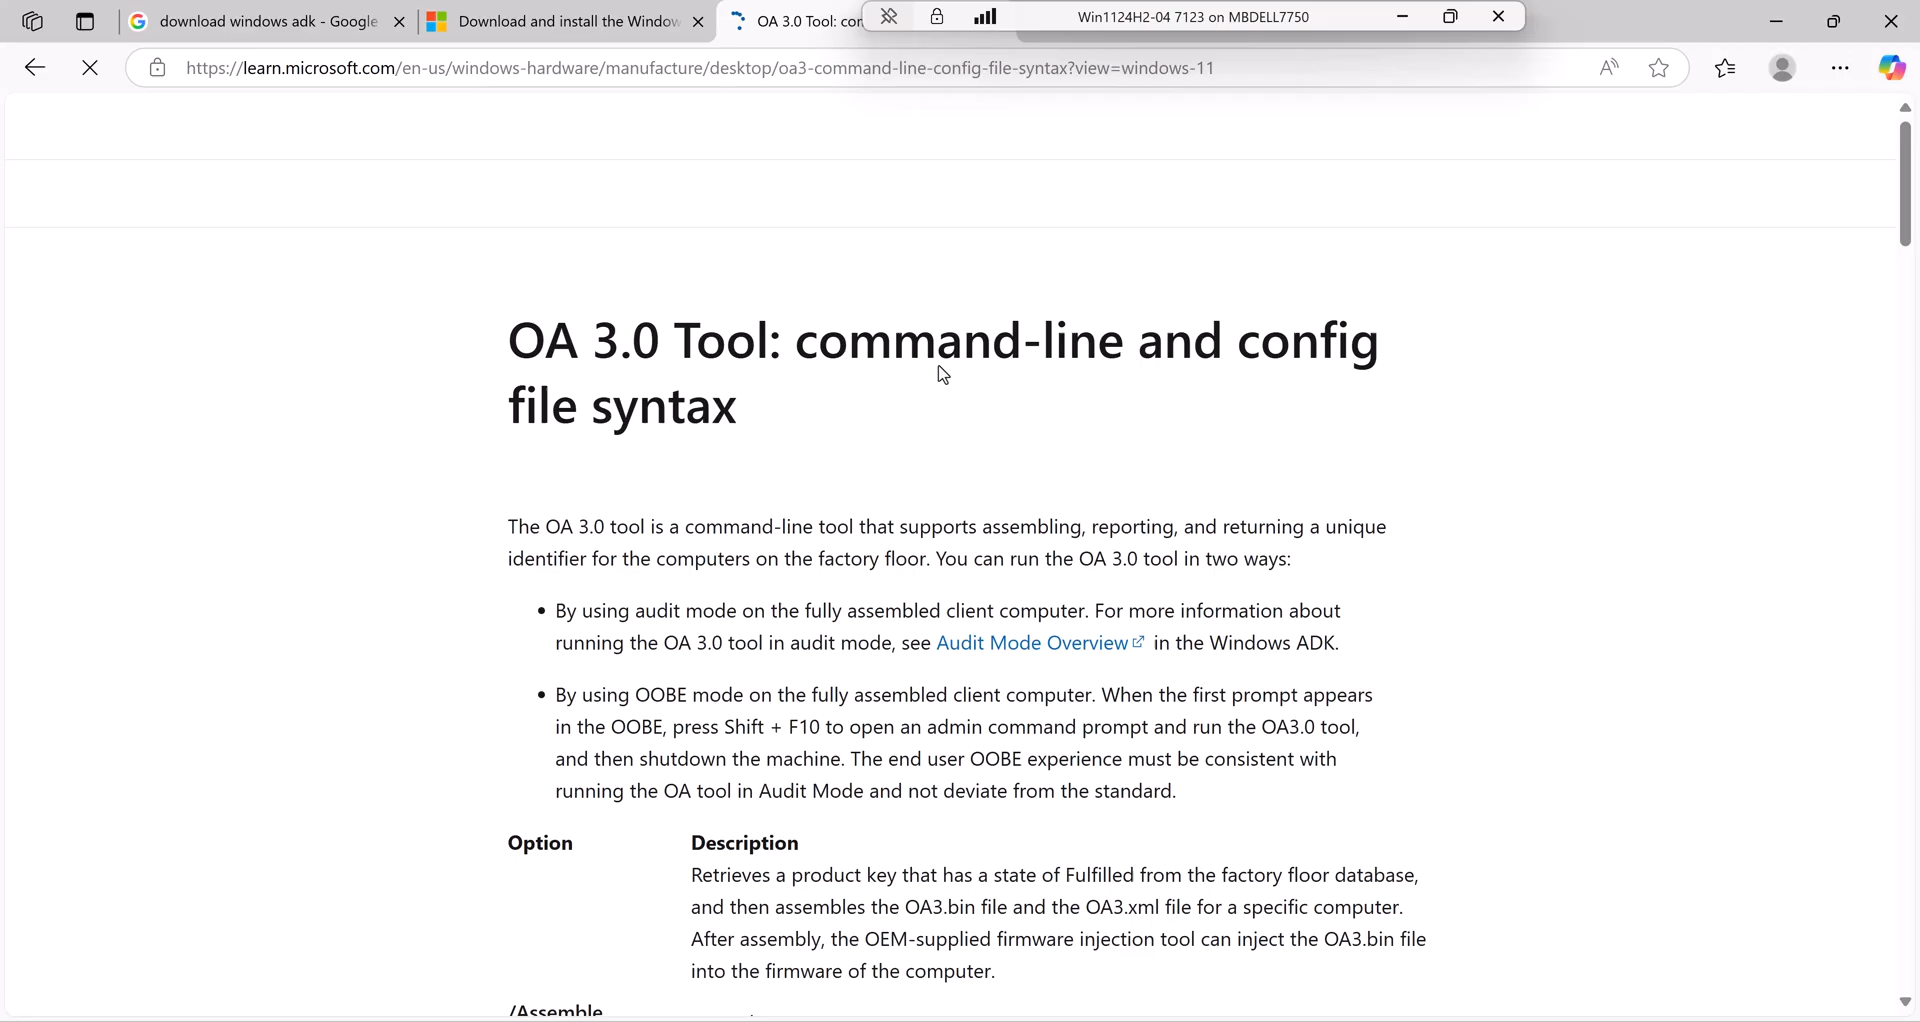 download windows adk - Google
Download and install the Window
OA 3.0 Tool: con
Win1124H2-04 7123 on MBDELL7750
https://learn.microsoft.com/en-us/windows-hardware/manufacture/desktop/oa3-command-line-config-file-syntax?view=windows-11
OA 3.0 Tool: command-line and config
file syntax
The OA 3.0 tool is a command-line tool that supports assembling, reporting, and returning a unique
identifier for the computers on the factory floor. You can run the OA 3.0 tool in two ways:
• By using audit mode on the fully assembled client computer. For more information about
running the OA 3.0 tool in audit mode, see Audit Mode Overview in the Windows ADK.
• By using OOBE mode on the fully assembled client computer. When the first prompt appears
in the OOBE, press Shift + F10 to open an admin command prompt and run the OA3.0 tool,
and then shutdown the machine. The end user OOBE experience must be consistent with
running the OA tool in Audit Mode and not deviate from the standard.
Option Description
Retrieves a product key that has a state of Fulfilled from the factory floor database,
and then assembles the OA3.bin file and the OA3.xml file for a specific computer.
After assembly, the OEM-supplied firmware injection tool can inject the OA3.bin file
into the firmware of the computer.
/Assemble